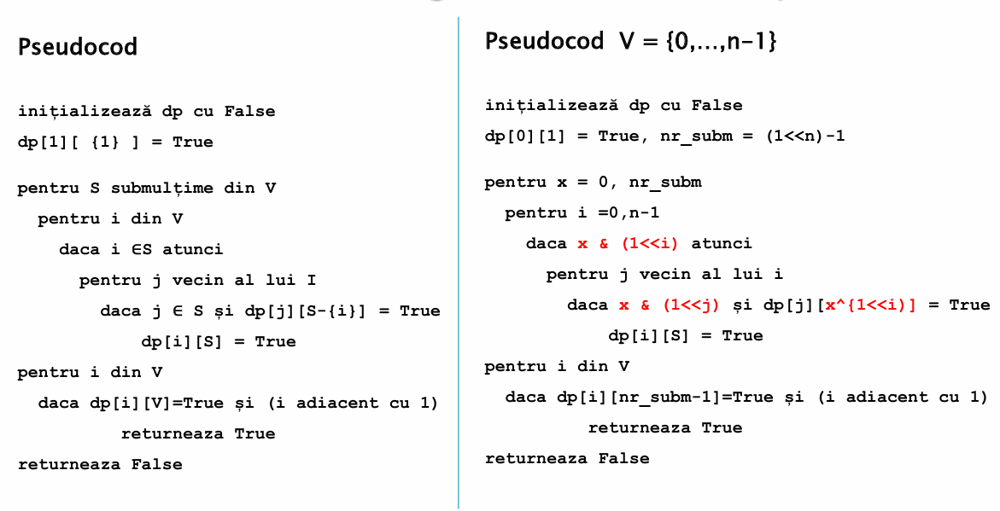 Pseudocod
inițializează dp cu False
dp[1][ {1} ] = True
pentru S submulțime din V
pentru i din V
daca i ∈S atunci
pentru j vecin al lui I
daca j ∈ S și dp[j][S-{i}] = True
dp[i][S] = True
pentru i din V
daca dp[i][V]=True și (i adiacent cu 1)
returneaza True
returneaza False
Pseudocod V = {0,...,n-1}
inițializează dp cu False
dp[0][1] = True, nr_subm = (1<<n)-1
pentru x = 0, nr_subm
pentru i =0,n-1
daca x & (1<<i) atunci
pentru j vecin al lui i
daca x & (1<<j) și dp[j][x^{1<<i)] = True
dp[i][S] = True
pentru i din V
daca dp[i][nr_subm-1]=True și (i adiacent cu 1)
returneaza True
returneaza False